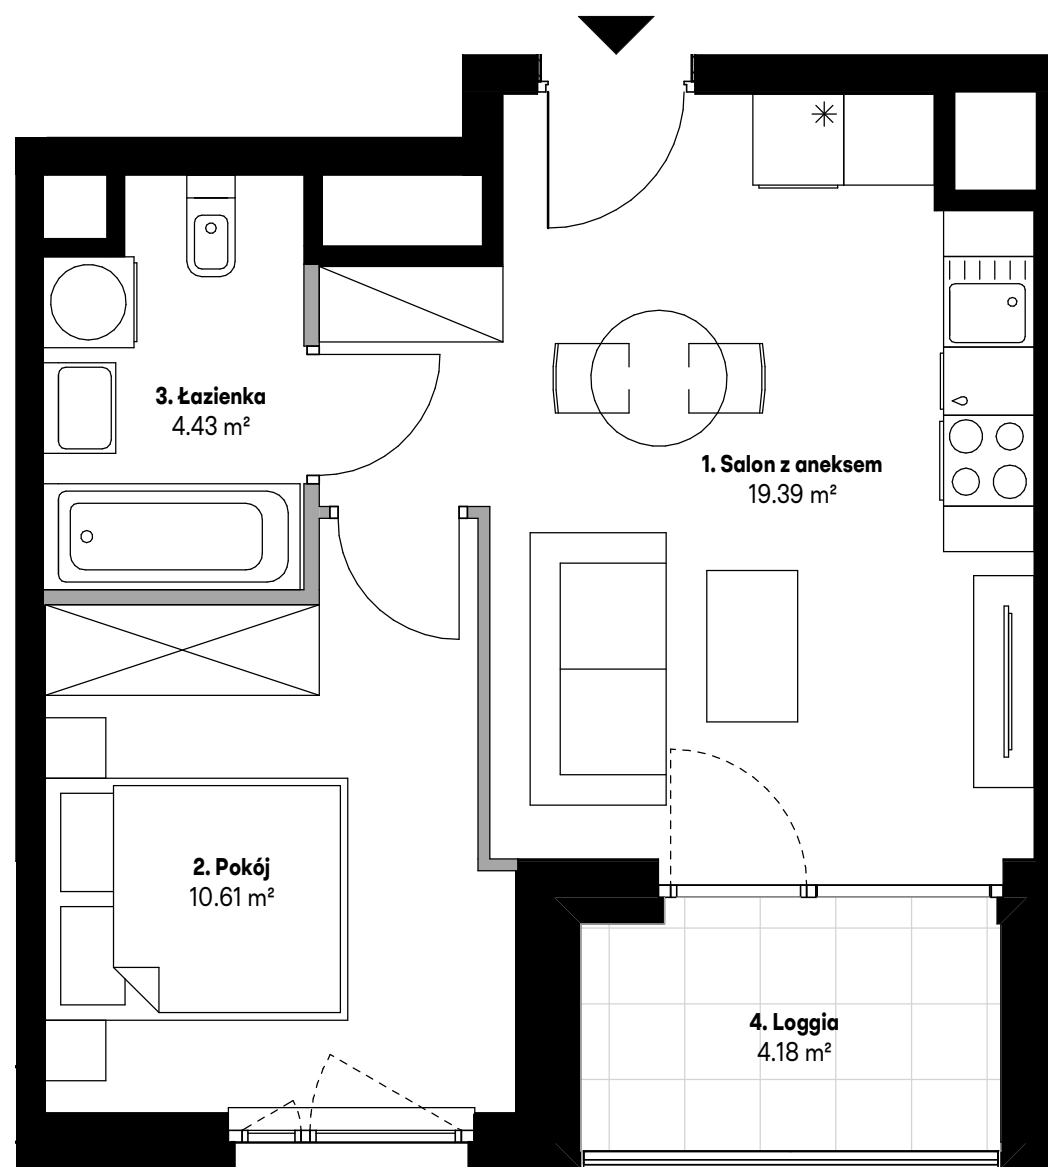 3. Łazienka
4.43 m²
1. Salon z aneksem
19.39 m²
2. Pokój
10.61 m²
4. Loggia
4.18 m²